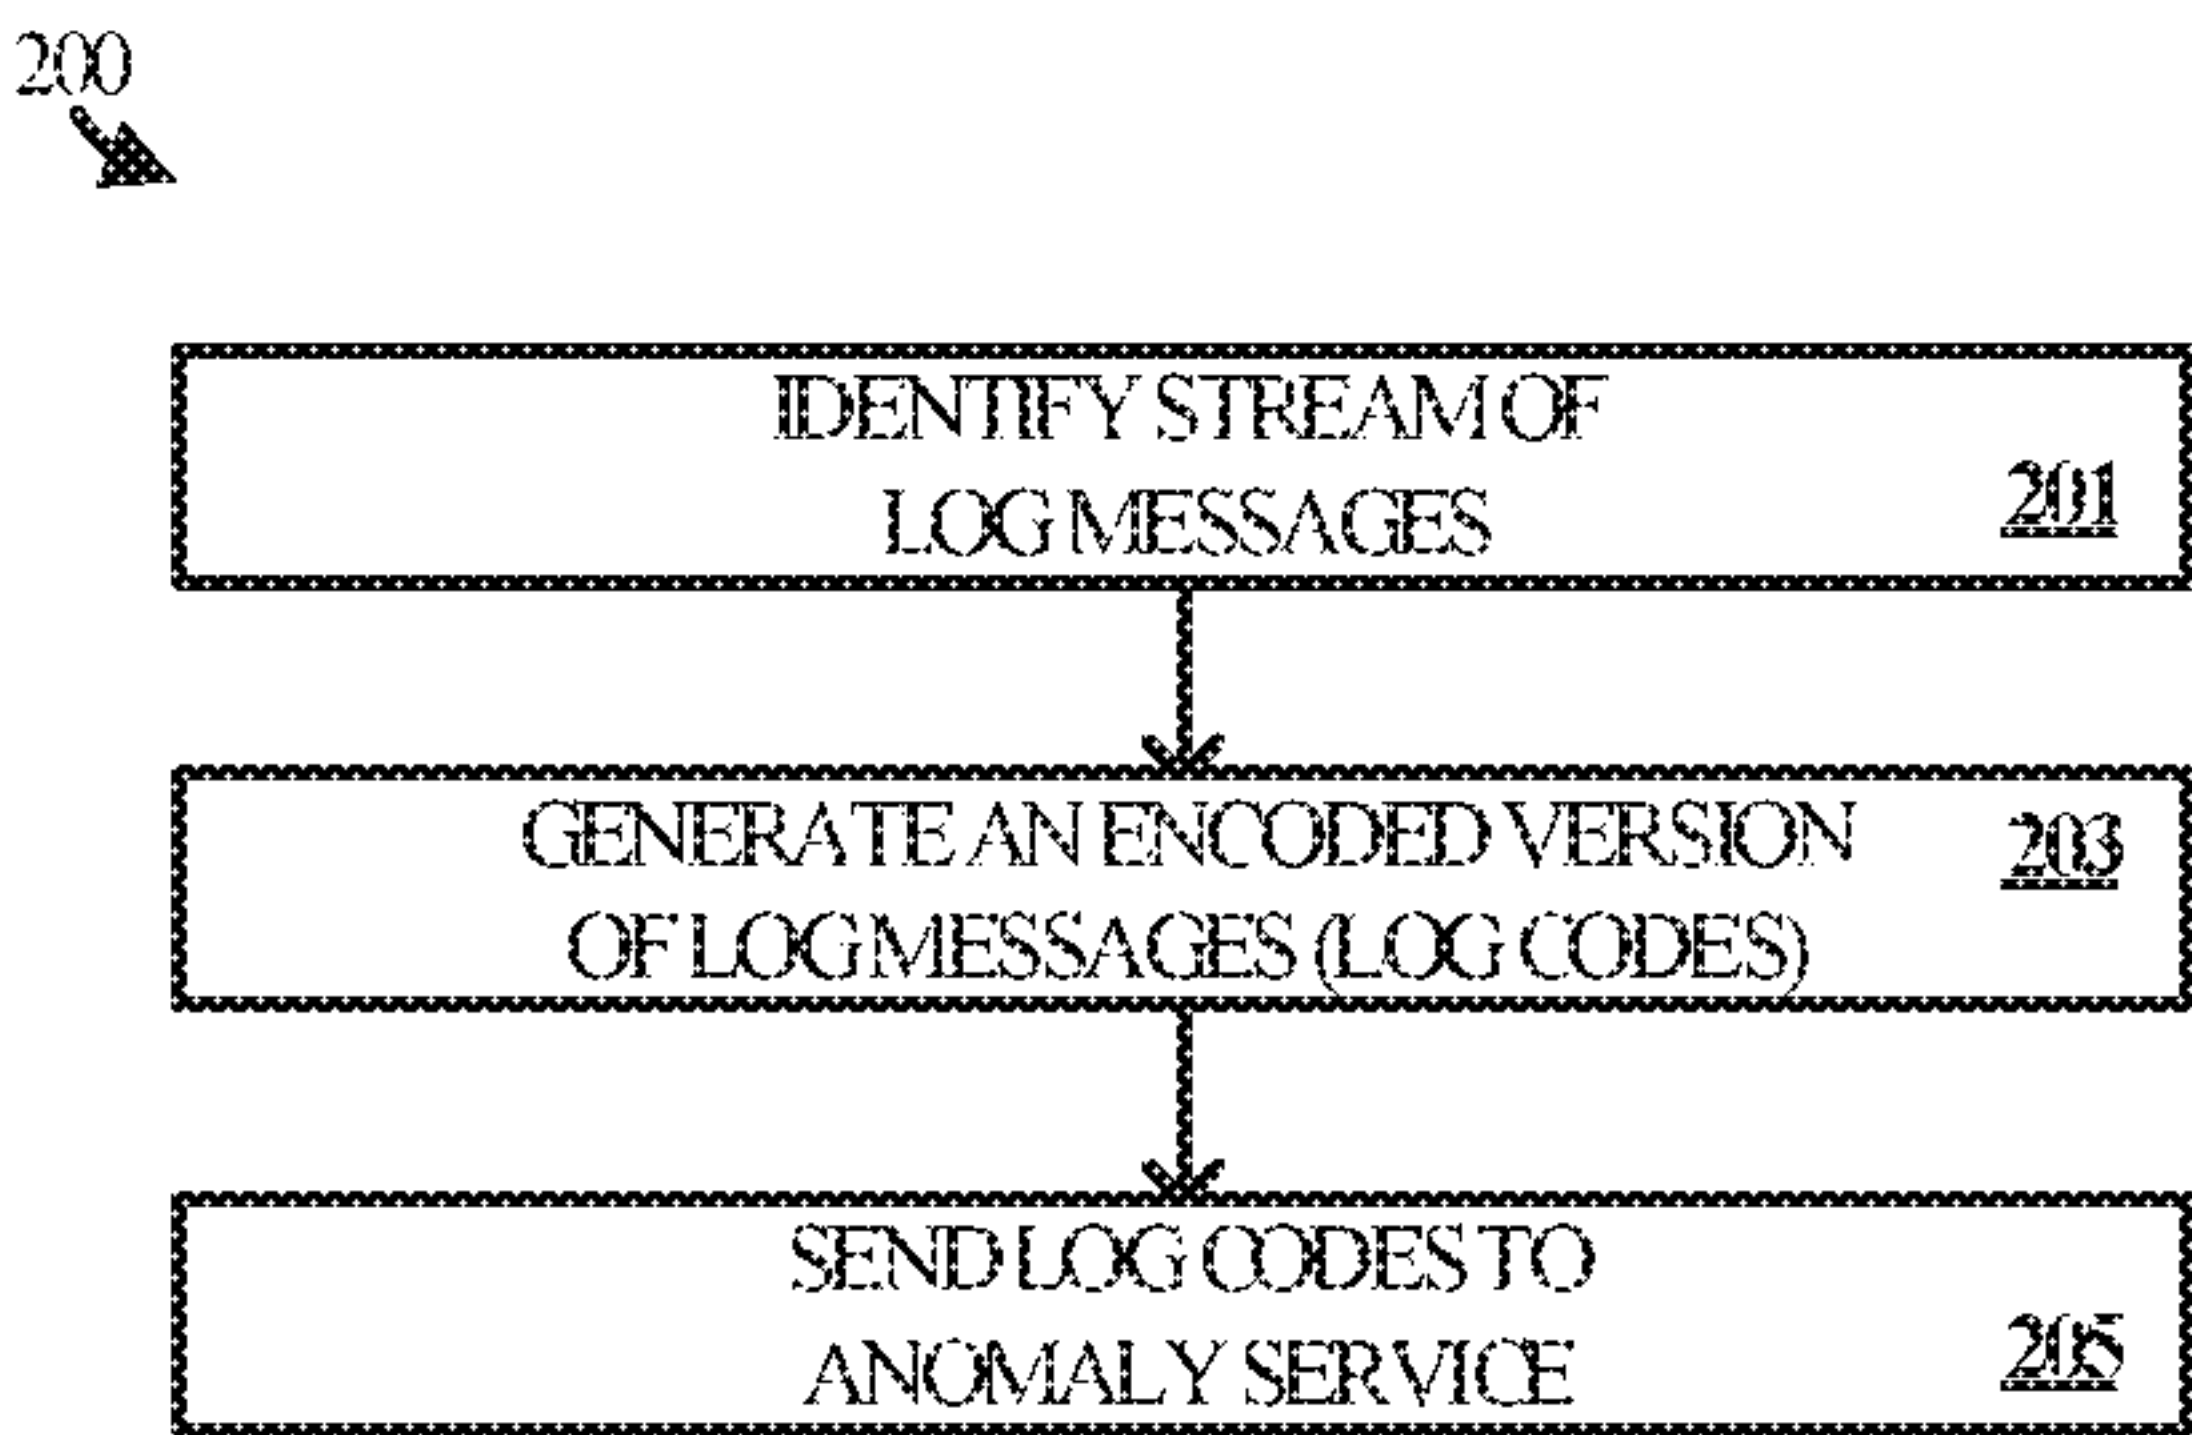 200
IDENTIFY STREAM OF
LOG MESSAGES
201
GENERATE AN ENCODED VERSION
203
OF LOG MESSAGES (LOG CODES)
SEND LOG CODES TO
ANOMALY SERVICE
205